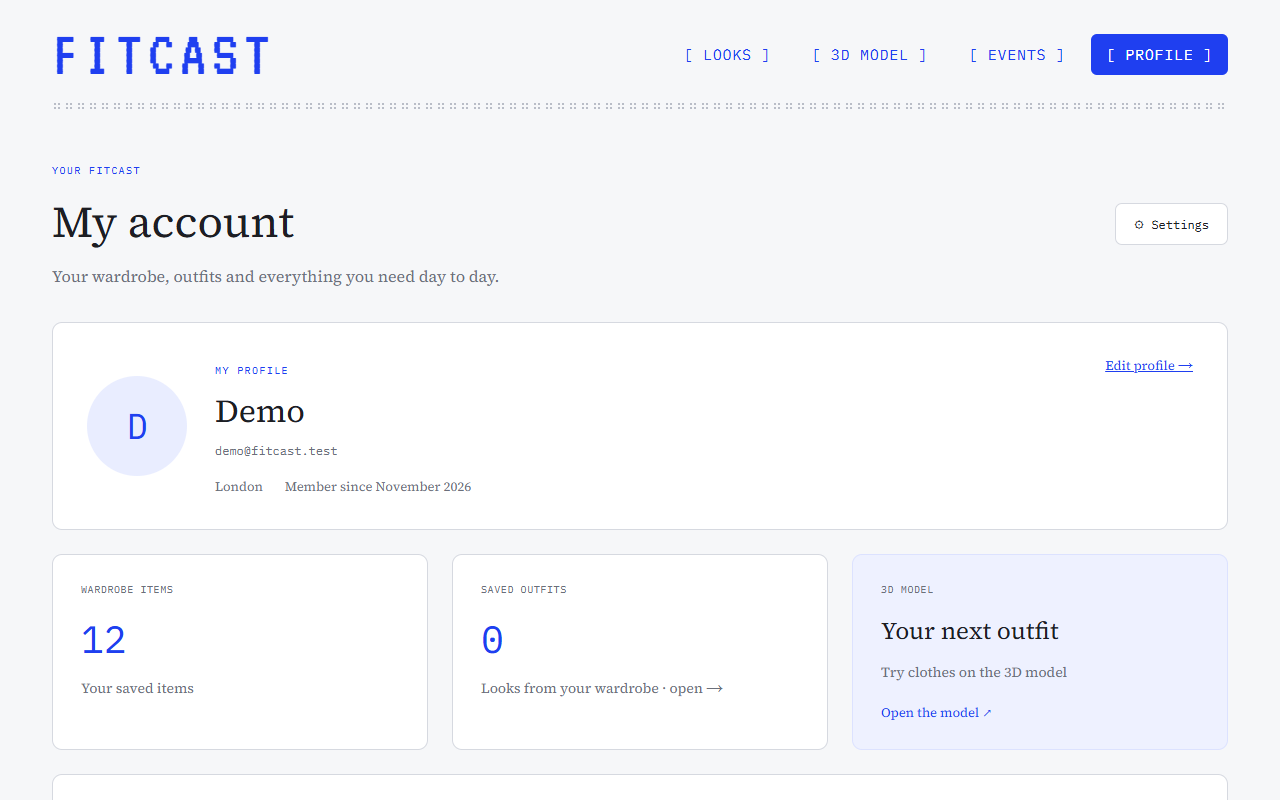 FITCAST
[ LOOKS ] [ 3D MODEL ] [ EVENTS ] [ PROFILE ]
YOUR FITCAST
My account
⚙ Settings
Your wardrobe, outfits and everything you need day to day.
MY PROFILE
Edit profile →
D
Demo
demo@fitcast.test
London Member since November 2026
WARDROBE ITEMS
12
Your saved items
SAVED OUTFITS
0
Looks from your wardrobe · open →
3D MODEL
Your next outfit
Try clothes on the 3D model
Open the model ↗